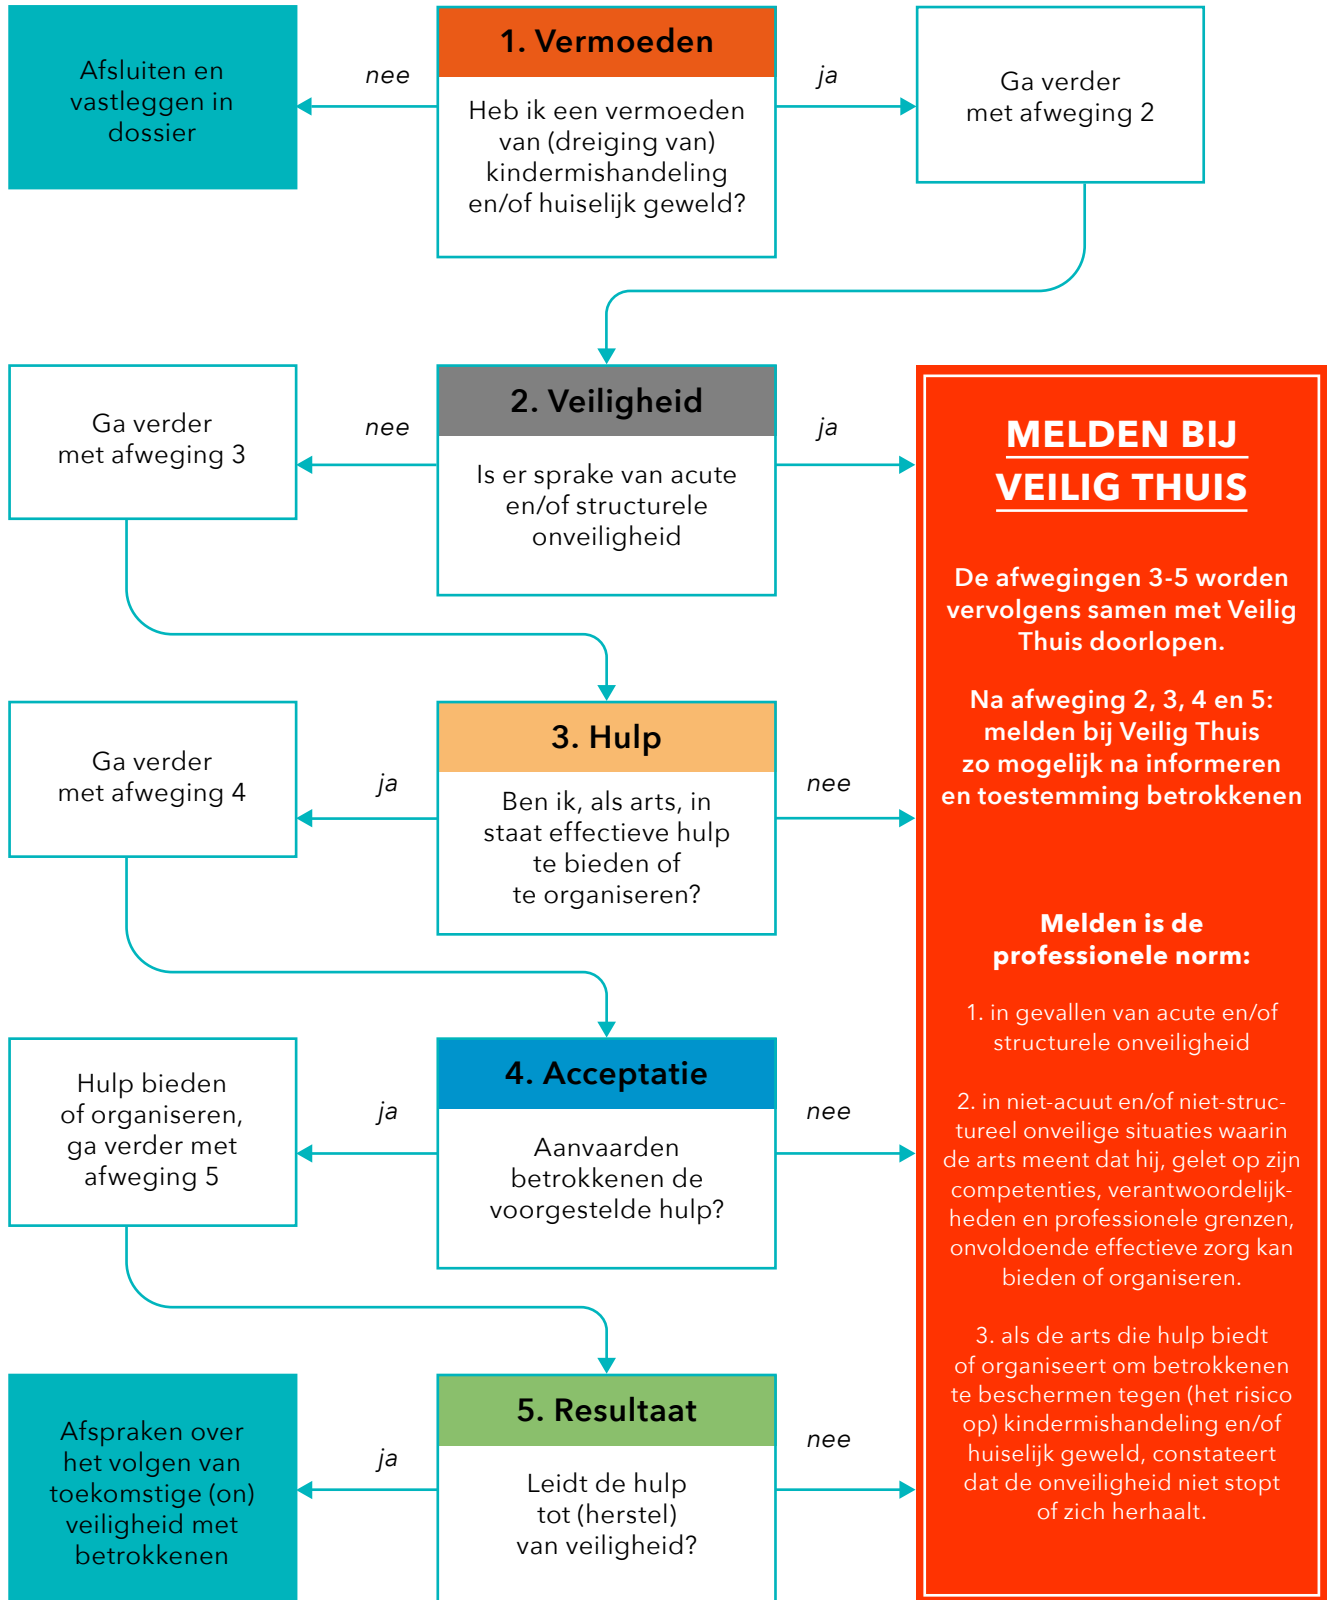 Afsluiten en
vastleggen in
dossier
nee
1. Vermoeden
Heb ik een vermoeden
van (dreiging van)
kindermishandeling
en/of huiselijk geweld?
ja
Ga verder
met afweging 2
Ga verder
met afweging 3
nee
2. Veiligheid
Is er sprake van acute
en/of structurele
onveiligheid
ja
Ga verder
met afweging 4
ja
3. Hulp
Ben ik, als arts, in
staat effectieve hulp
te bieden of
te organiseren?
nee
Hulp bieden
of organiseren,
ga verder met
afweging 5
ja
4. Acceptatie
Aanvaarden
betrokkenen de
voorgestelde hulp?
nee
Afspraken over
het volgen van
toekomstige (on)
veiligheid met
betrokkenen
ja
5. Resultaat
Leidt de hulp
tot (herstel)
van veiligheid?
nee
MELDEN BIJ
VEILIG THUIS
De afwegingen 3-5 worden
vervolgens samen met Veilig
Thuis doorlopen.
Na afweging 2, 3, 4 en 5:
melden bij Veilig Thuis
zo mogelijk na informeren
en toestemming betrokkenen
Melden is de
professionele norm:
1. in gevallen van acute en/of
structurele onveiligheid
2. in niet-acuut en/of niet-struc-
tureel onveilige situaties waarin
de arts meent dat hij, gelet op zijn
competenties, verantwoordelijk-
heden en professionele grenzen,
onvoldoende effectieve zorg kan
bieden of organiseren.
3. als de arts die hulp biedt
of organiseert om betrokkenen
te beschermen tegen (het risico
op) kindermishandeling en/of
huiselijk geweld, constateert
dat de onveiligheid niet stopt
of zich herhaalt.